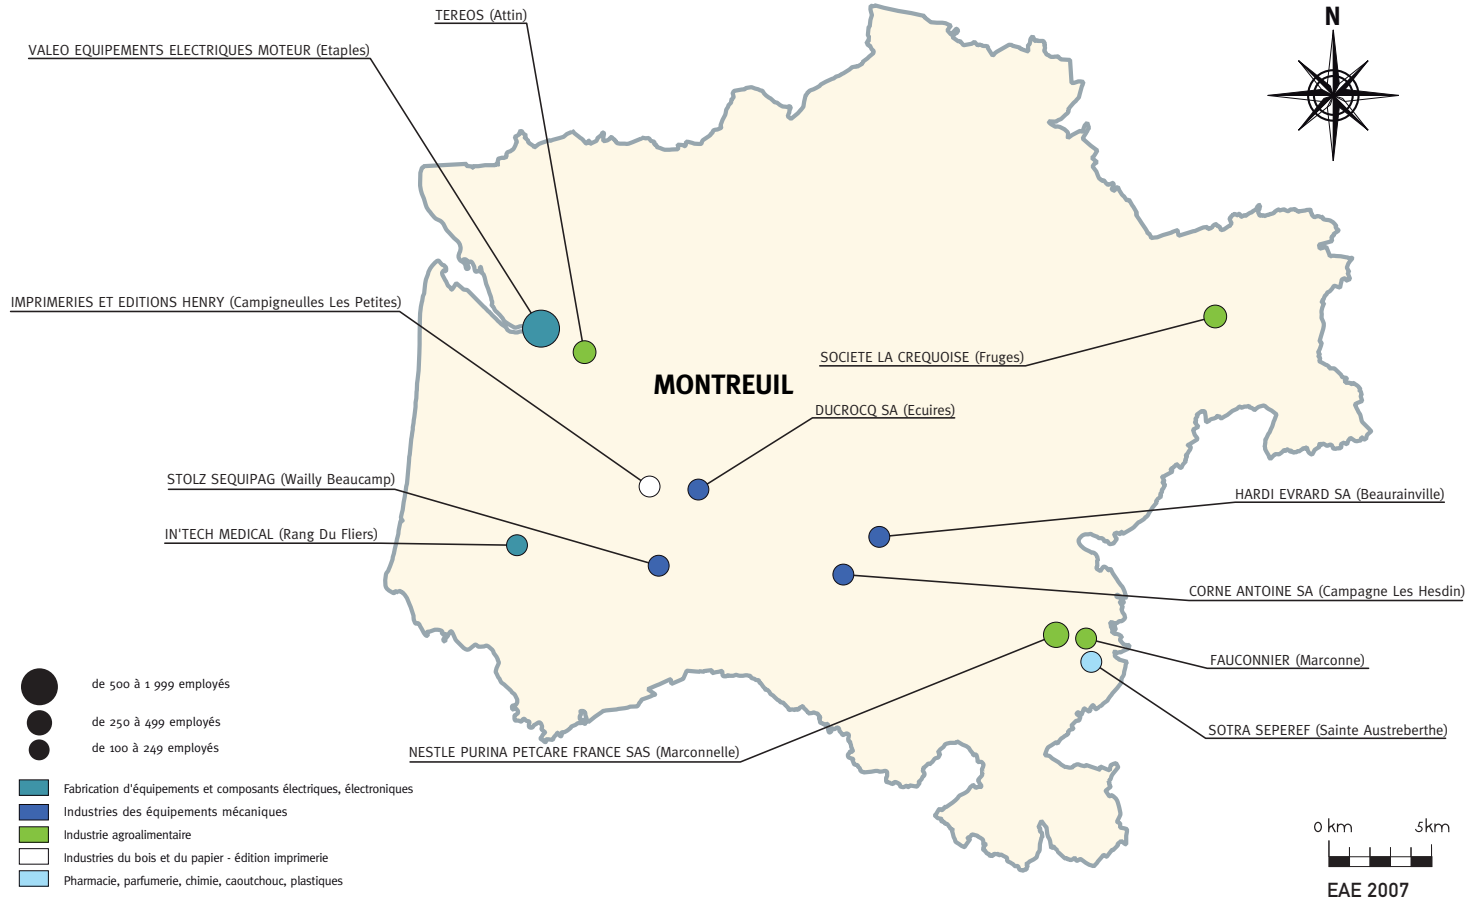 TEREOS (Attin)
N
VALEO EQUIPEMENTS ELECTRIQUES MOTEUR (Etaples)
IMPRIMERIES ET EDITIONS HENRY (Campigneulles Les Petites)
SOCIETE LA CREQUOISE (Fruges)
MONTREUIL
DUCROCQ SA (Ecuires)
STOLZ SEQUIPAG (Wailly Beaucamp)
HARDI EVRARD SA (Beaurainville)
IN'TECH MEDICAL (Rang Du Fliers)
CORNE ANTOINE SA (Campagne Les Hesdin)
FAUCONNIER (Marconne)
SOTRA SEPEREF (Sainte Austreberthe)
NESTLE PURINA PETCARE FRANCE SAS (Marconnelle)
de 500 à 1 999 employés
de 250 à 499 employés
de 100 à 249 employés
Fabrication d'équipements et composants électriques, électroniques
Industries des équipements mécaniques
Industrie agroalimentaire
Industries du bois et du papier - édition imprimerie
Pharmacie, parfumerie, chimie, caoutchouc, plastiques
0 km 5km
EAE 2007